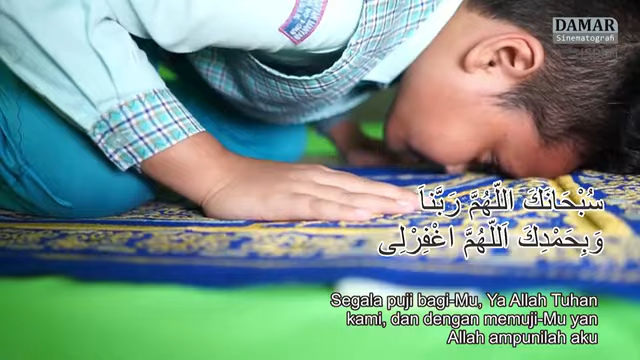 DAMAR
Sinematografi
سُبْحَانَكَ اللّهُمَّ رَبَّنَا
وَبِحَمْدِكَ اَللّهُمَّ اغْفِرْلِى
Segala puji bagi-Mu, Ya Allah Tuhan
kami, dan dengan memuji-Mu yan
Allah ampunilah aku